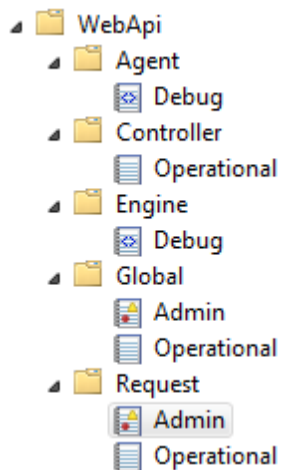 WebApi
Agent
Debug
Controller
Operational
Engine
Debug
Global
Admin
Operational
Request
Admin
Operational